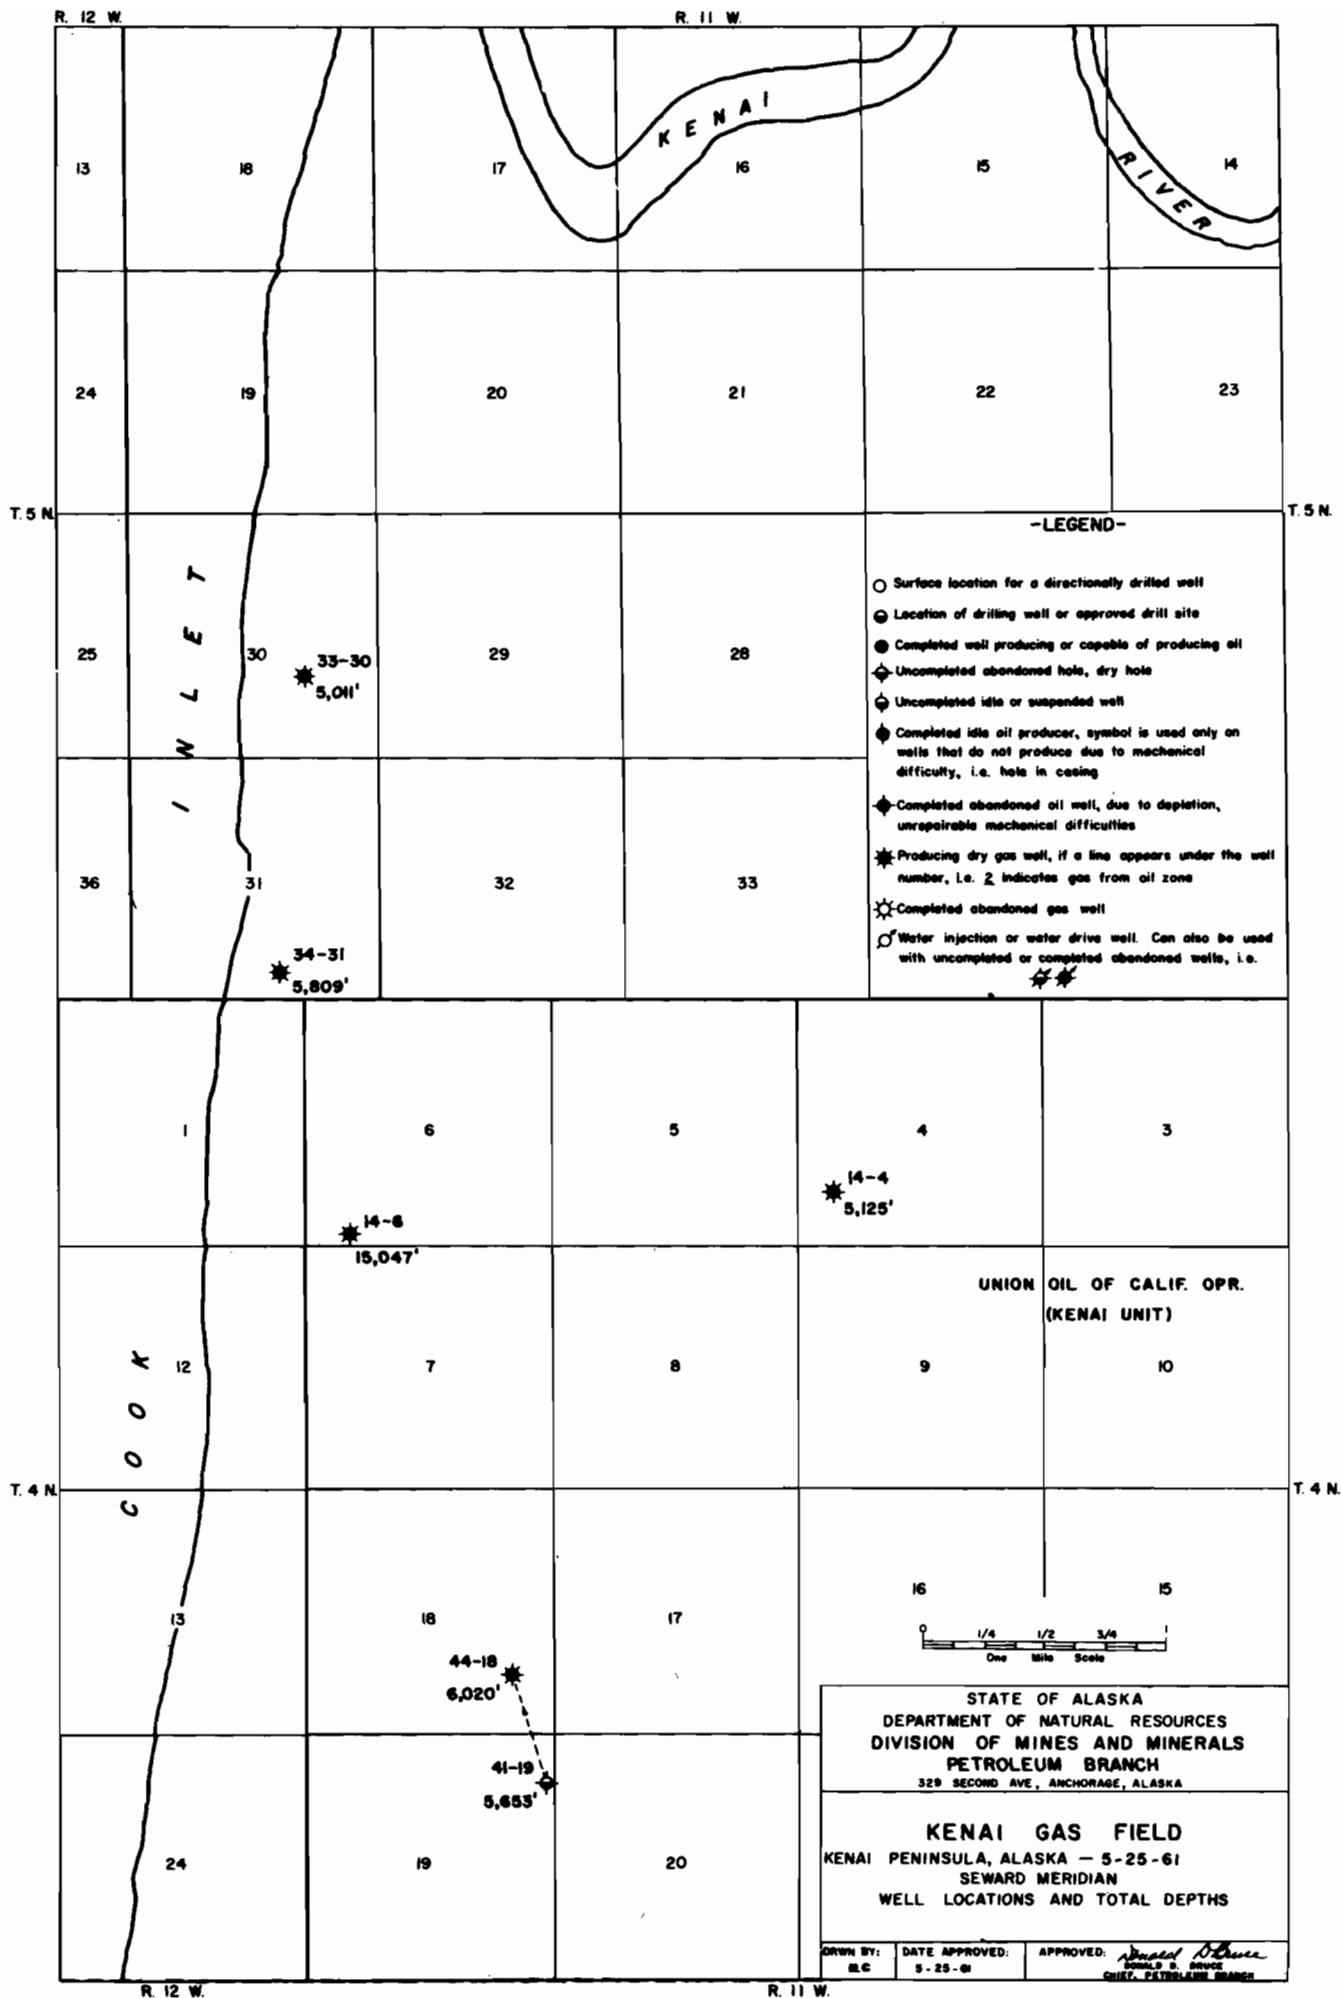 R. 12 W.
R. 11 W.
KENAI
RIVER
13
18
17
16
15
14
24
19
20
21
22
23
T. 5 N.
T. 5 N.
-LEGEND-
Surface location for a directionally drilled well
Location of drilling well or approved drill site
Completed well producing or capable of producing oil
Uncompleted abandoned hole, dry hole
Uncompleted idle or suspended well
Completed idle oil producer, symbol is used only on
wells that do not produce due to mechanical
difficulty, i.e. hole in casing
Completed abandoned oil well, due to depletion,
unrepairable mechanical difficulties
Producing dry gas well, if a line appears under the well
number, i.e. 2 indicates gas from oil zone
Completed abandoned gas well
Water injection or water drive well. Can also be used
with uncompleted or completed abandoned wells, i.e.
INLET
25
30
33-30
5,011'
29
28
36
31
32
33
34-31
5,809'
1
6
5
4
3
14-4
5,125'
14-6
15,047'
UNION OIL OF CALIF. OPR.
(KENAI UNIT)
COOK
12
7
8
9
10
T. 4 N.
T. 4 N.
13
18
17
16
15
0 1/4 1/2 3/4 1
One Mile Scale
44-18
6,020'
41-19
5,653'
24
19
20
STATE OF ALASKA
DEPARTMENT OF NATURAL RESOURCES
DIVISION OF MINES AND MINERALS
PETROLEUM BRANCH
329 SECOND AVE, ANCHORAGE, ALASKA
KENAI GAS FIELD
KENAI PENINSULA, ALASKA - 5-25-61
SEWARD MERIDIAN
WELL LOCATIONS AND TOTAL DEPTHS
DRWN BY:
DATE APPROVED:
5-25-61
APPROVED: Donald D Bruce
DONALD D. BRUCE
CHIEF, PETROLEUM BRANCH
R. 12 W.
R. 11 W.